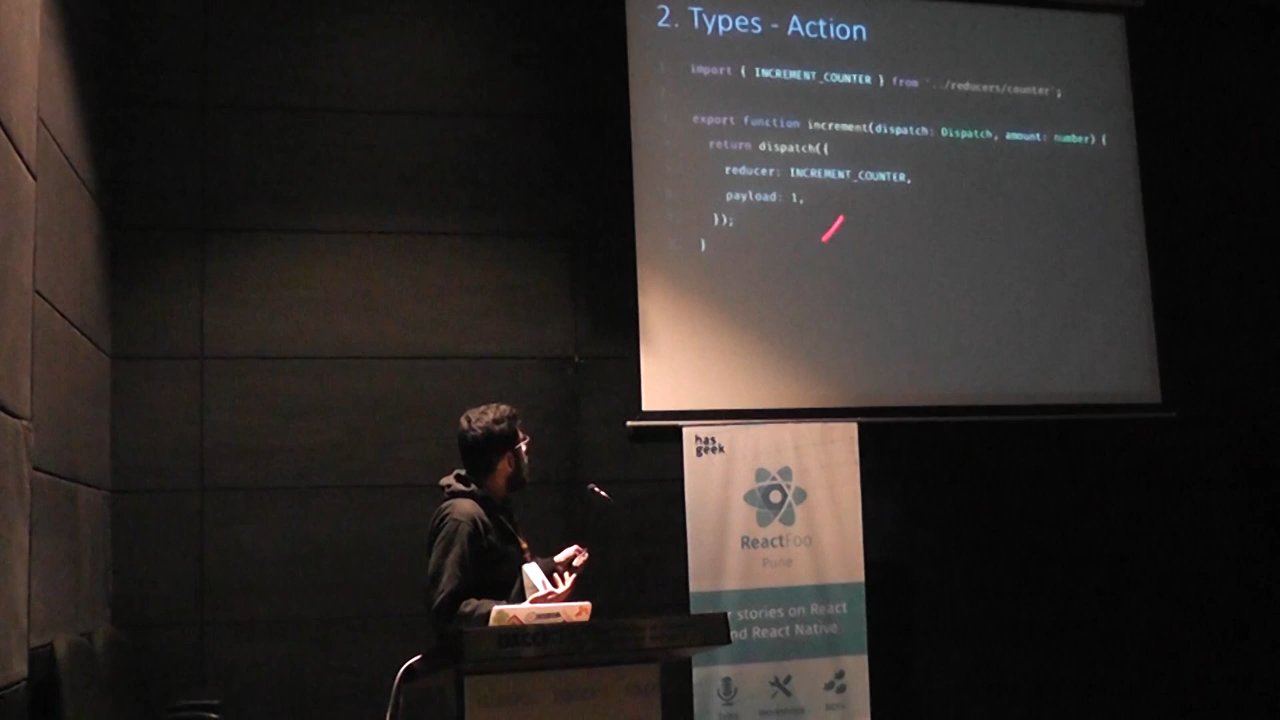 2. Types - Action
import { INCREMENT_COUNTER } from '../reducers/counter';
export function increment(dispatch: Dispatch, amount: number) {
return dispatch({
reducer: INCREMENT_COUNTER,
payload: 1,
});
}
has
geek
ReactFoo
Pune
stories on React
nd React Native